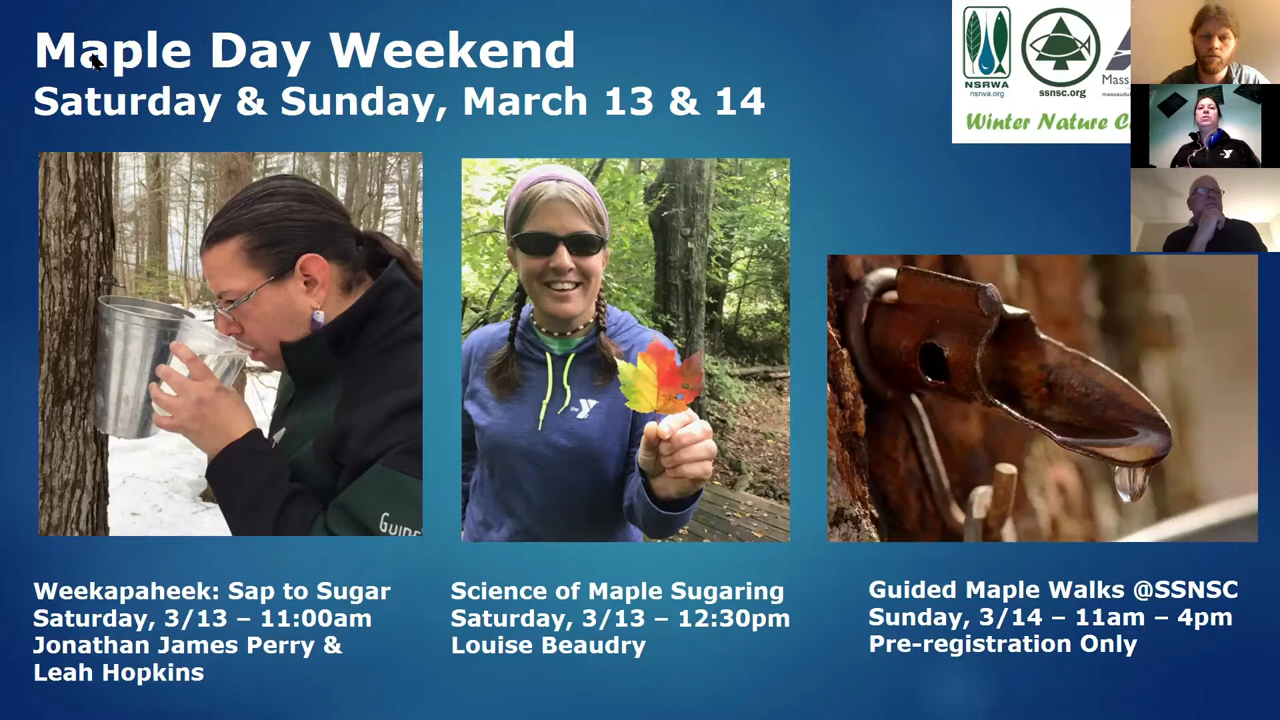 Maple Day Weekend
Saturday & Sunday, March 13 & 14
NSRWA
nsrwa.org
ssnsc.org
Mass
Winter Nature
Weekapaheek: Sap to Sugar
Saturday, 3/13 – 11:00am
Jonathan James Perry &
Leah Hopkins
Science of Maple Sugaring
Saturday, 3/13 – 12:30pm
Louise Beaudry
Guided Maple Walks @SSNSC
Sunday, 3/14 – 11am – 4pm
Pre-registration Only
the Y